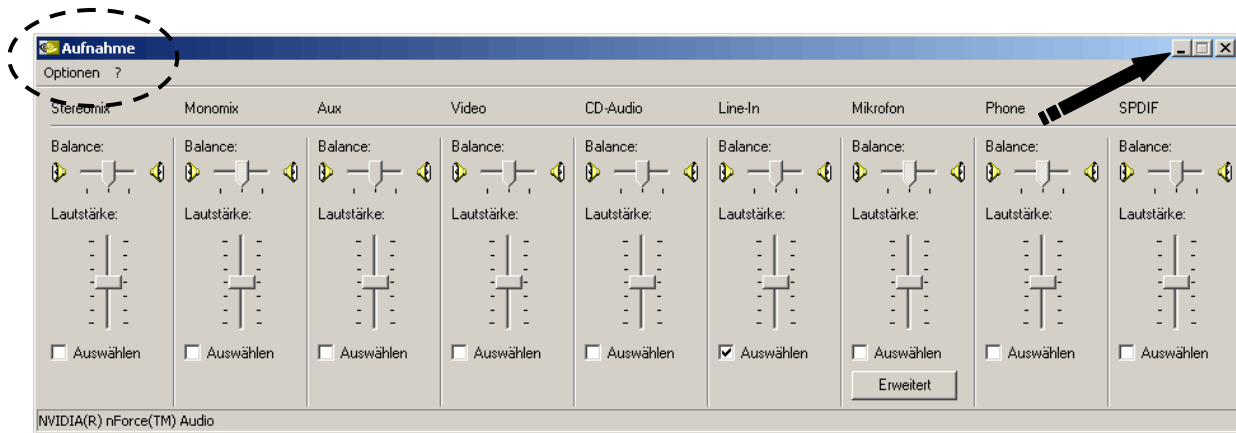 Aufnahme
Optionen ?
Stereomix Monomix Aux Video CD-Audio Line-In Mikrofon Phone SPDIF
Balance: Balance: Balance: Balance: Balance: Balance: Balance: Balance: Balance:
Lautstärke: Lautstärke: Lautstärke: Lautstärke: Lautstärke: Lautstärke: Lautstärke: Lautstärke: Lautstärke:
Auswählen Auswählen Auswählen Auswählen Auswählen Auswählen Auswählen Auswählen Auswählen
Erweitert
NVIDIA(R) nForce(TM) Audio